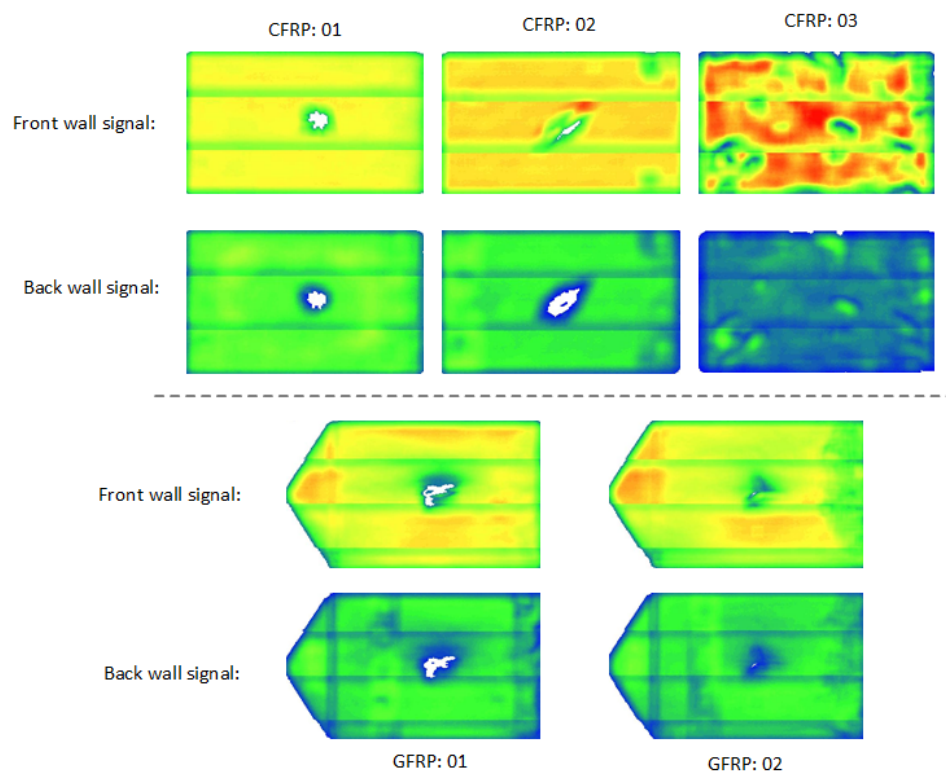 CFRP: 01
CFRP: 02
CFRP: 03
Front wall signal:
Back wall signal:
Front wall signal:
Back wall signal:
GFRP: 01
GFRP: 02